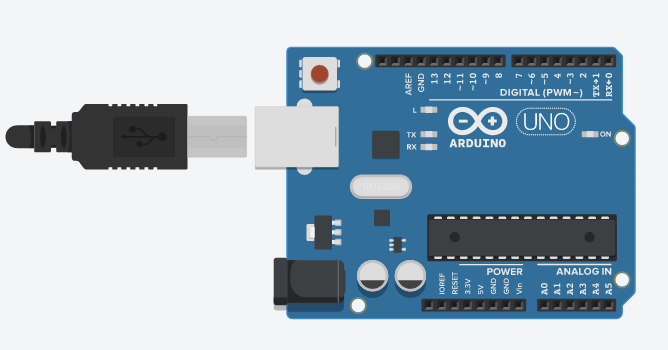 AREF
GND
13
12
~11
~10
~9
8
7
~6
~5
4
~3
2
TX→1
RX←0
DIGITAL (PWM~)
L
TX
RX
ARDUINO
UNO
ON
POWER
ANALOG IN
IOREF
RESET
3.3V
5V
GND
GND
Vin
A0
A1
A2
A3
A4
A5